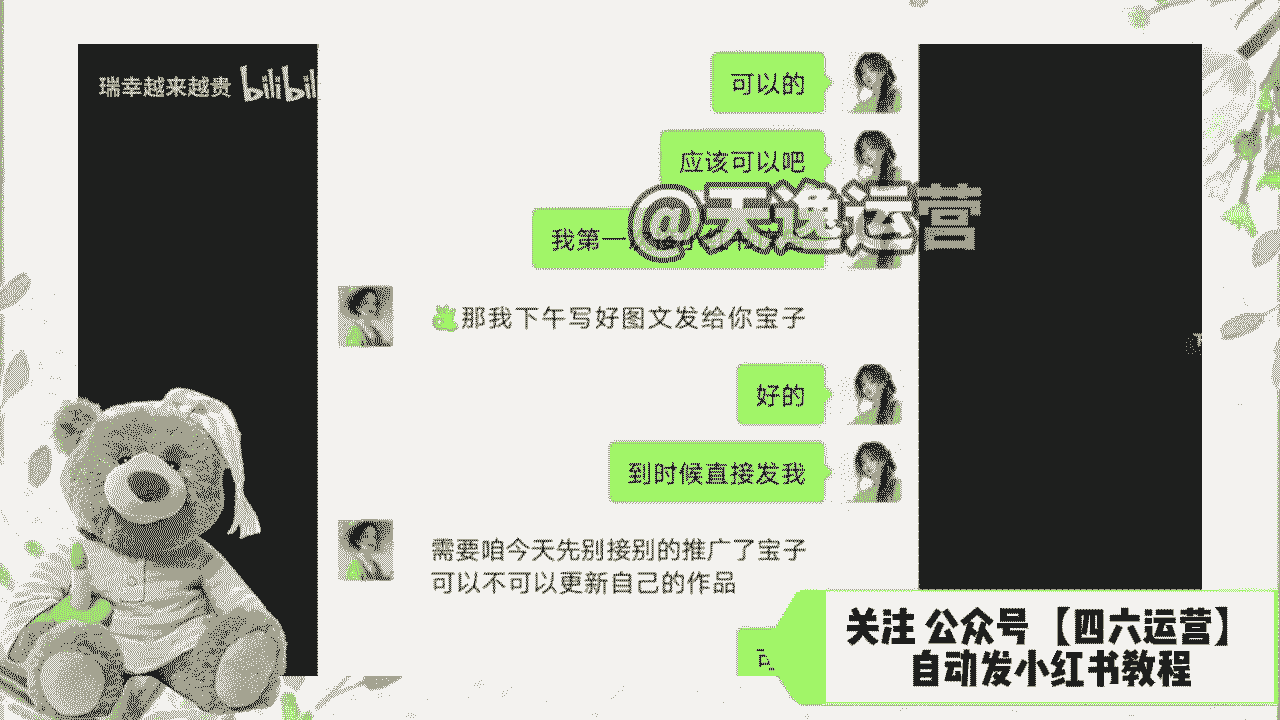 瑞幸越来越贵 bilibil
可以的
应该可以吧
@天逸运营
我第一
那我下午写好图文发给你宝子
好的
到时候直接发我
需要咱今天先别接别的推广了宝子
可以不可以更新自己的作品
关注 公众号 【四六运营】
自动发小红书教程